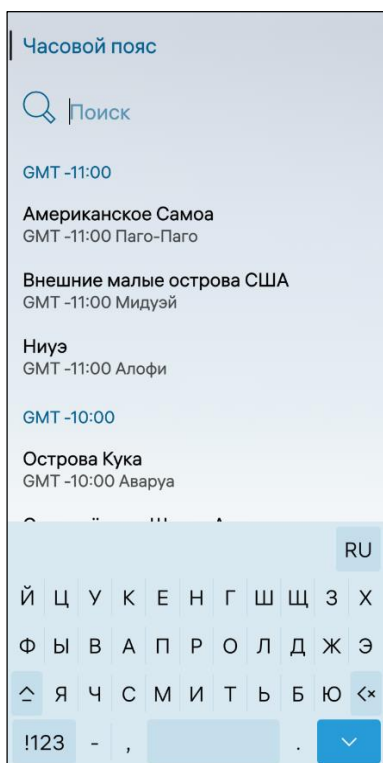 Часовой пояс
Поиск
GMT -11:00
Американское Самоа
GMT -11:00 Паго-Паго
Внешние малые острова США
GMT -11:00 Мидуэй
Ниуэ
GMT -11:00 Алофи
GMT -10:00
Острова Кука
GMT -10:00 Аваруа
RU
Й Ц У К Е Н Г Ш Щ З Х
Ф Ы В А П Р О Л Д Ж Э
Я Ч С М И Т Ь Б Ю
!123 - , .